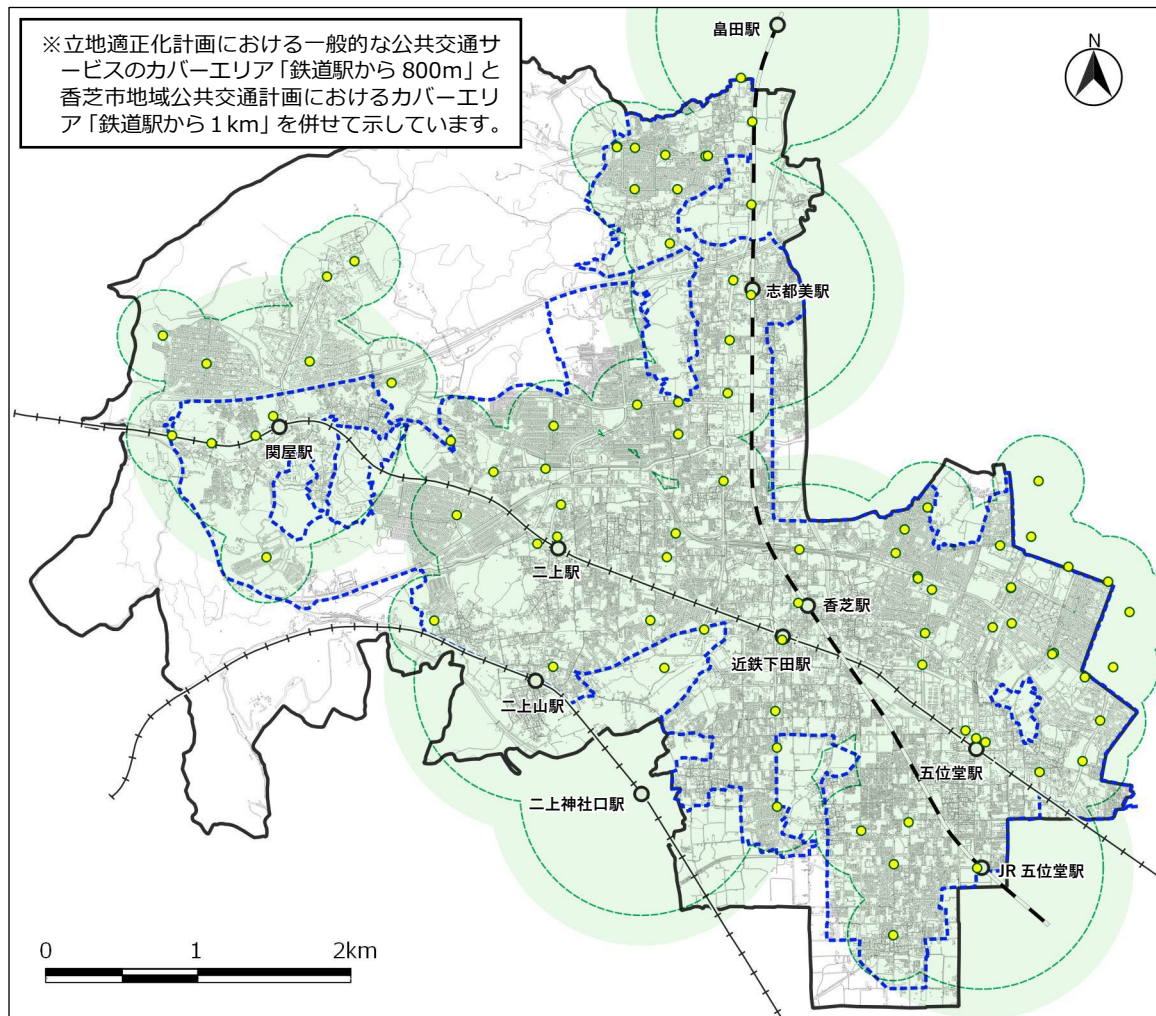 ※立地適正化計画における一般的な公共交通サ
ービスのカバーエリア「鉄道駅から 800m」と
香芝市地域公共交通計画におけるカバーエリ
ア「鉄道駅から１km」を併せて示しています。
畠田駅
N
志都美駅
関屋駅
二上駅
香芝駅
近鉄下田駅
二上山駅
五位堂駅
二上神社口駅
JR 五位堂駅
0 1 2km